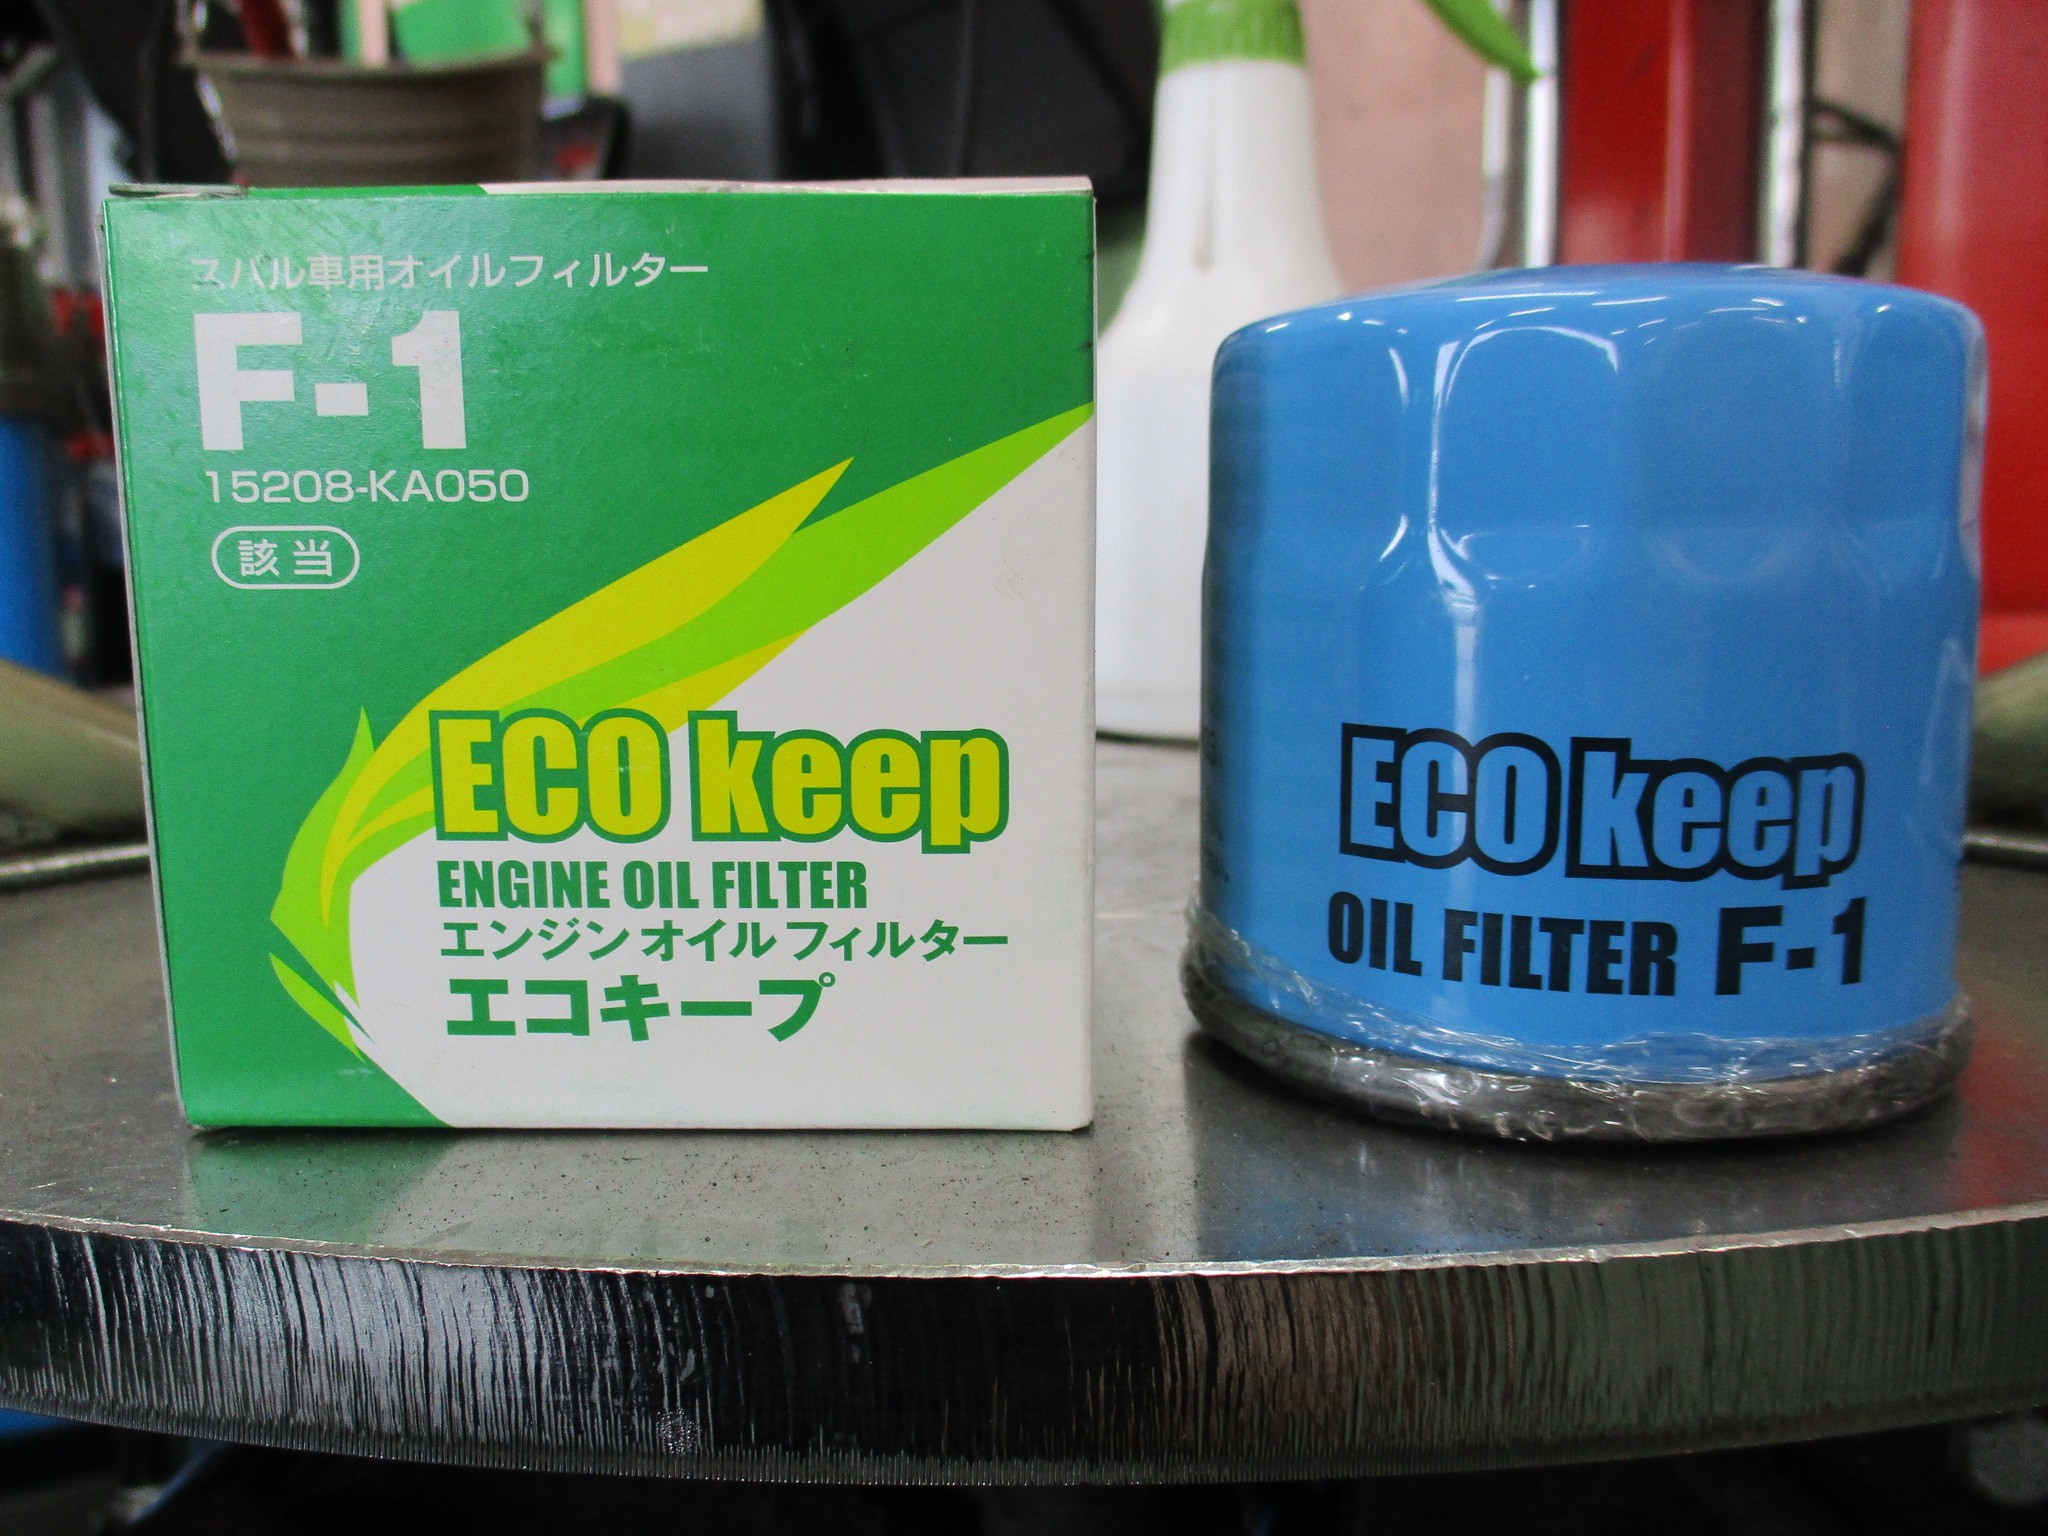 スバル車用オイルフィルター
F-1
15208-KA050
該当
ECO keep
ENGINE OIL FILTER
エンジンオイルフィルター
エコキープ
ECO keep
OIL FILTER F-1